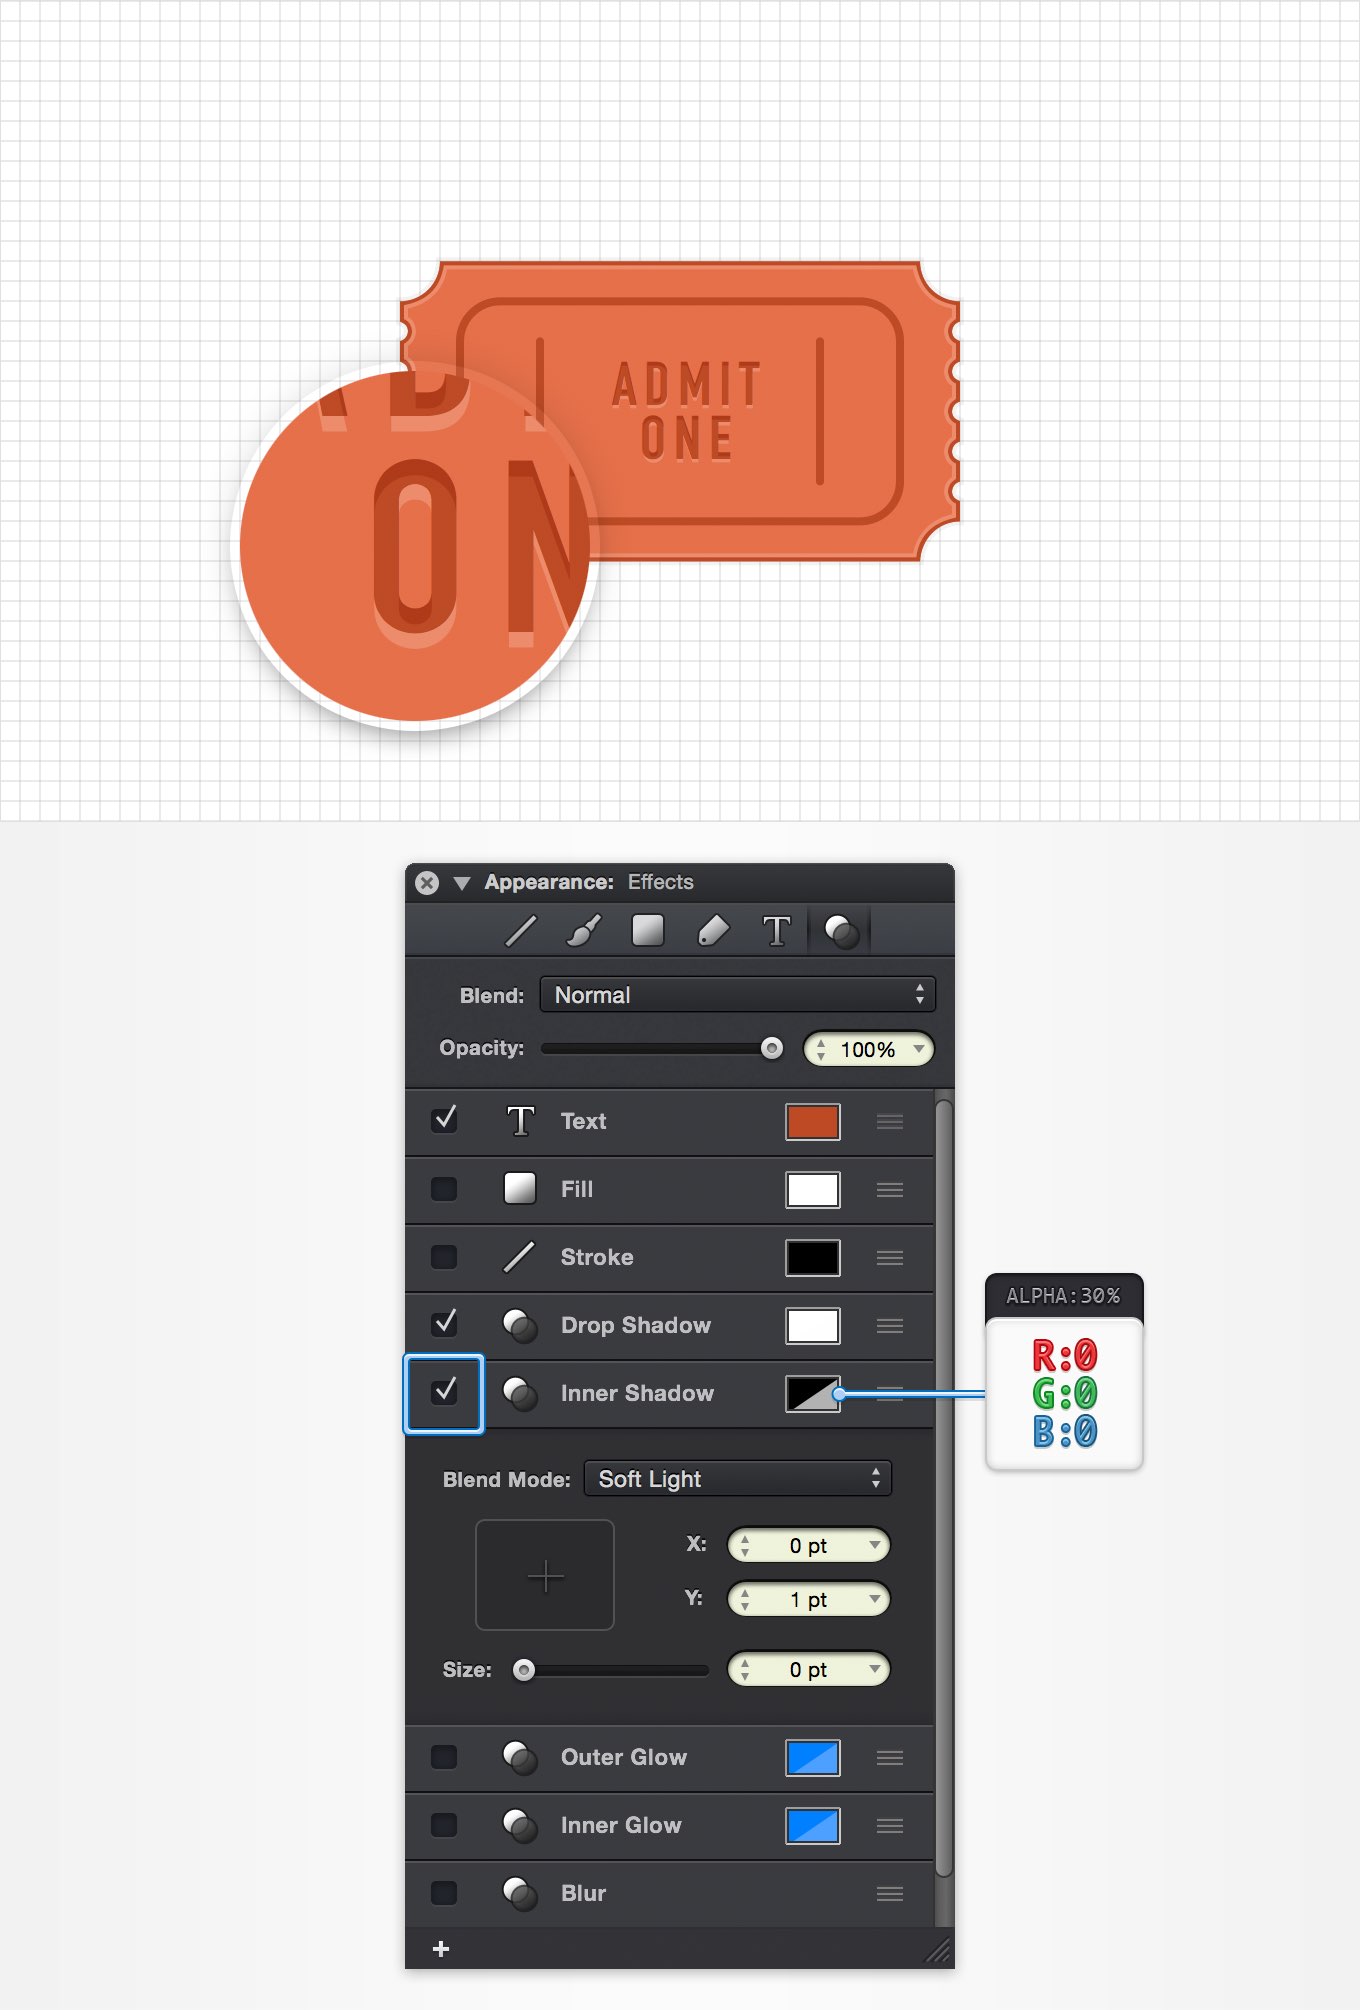 ADMIT
ONE
AD
ON
Appearance: Effects
T
Blend: Normal
Opacity: 100%
T Text
Fill
Stroke
Drop Shadow
Inner Shadow
ALPHA:30%
R:0
G:0
B:0
Blend Mode: Soft Light
X: 0 pt
Y: 1 pt
Size: 0 pt
Outer Glow
Inner Glow
Blur